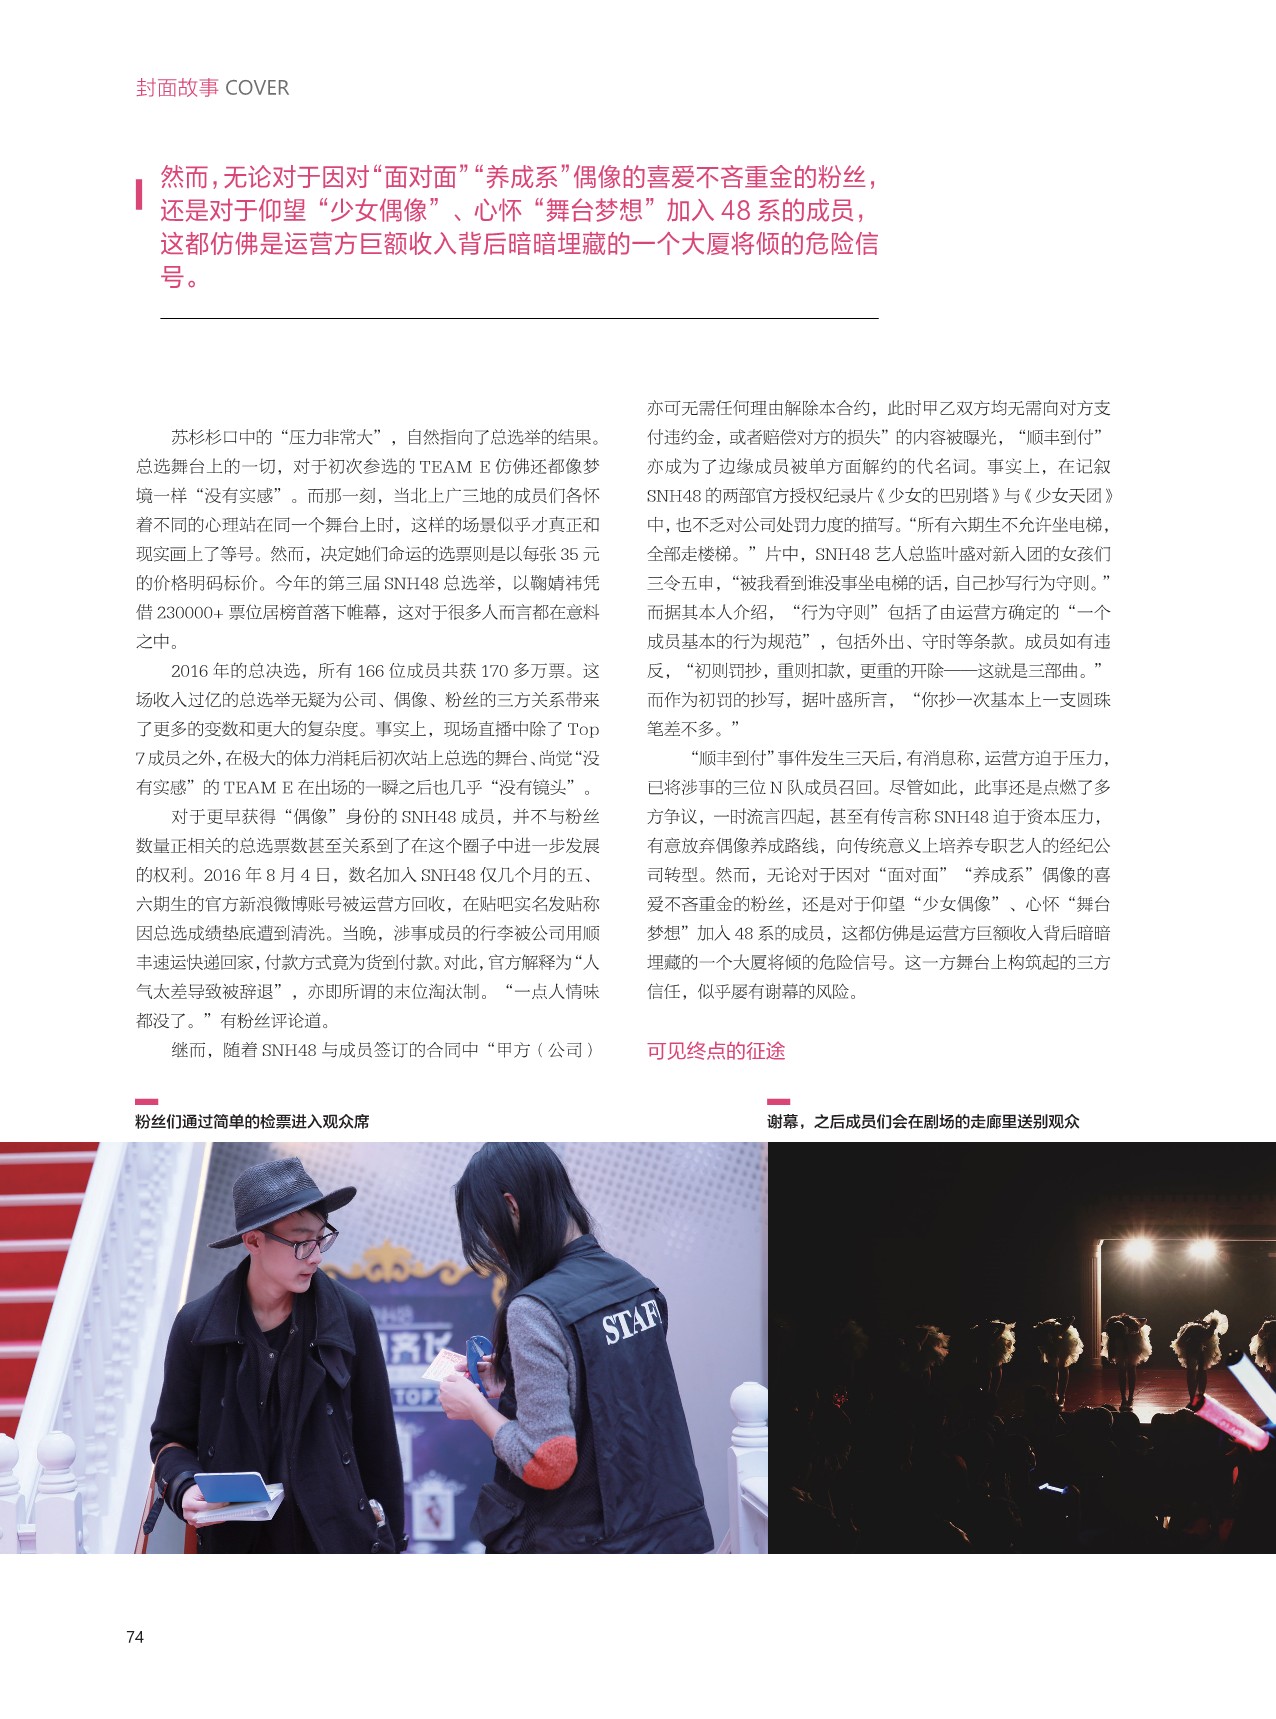 封面故事 COVER
然而，无论对于因对“面对面”“养成系”偶像的喜爱不吝重金的粉丝，
还是对于仰望“少女偶像”、心怀“舞台梦想”加入 48 系的成员，
这都仿佛是运营方巨额收入背后暗暗埋藏的一个大厦将倾的危险信
号。
苏杉杉口中的“压力非常大”，自然指向了总选举的结果。
总选舞台上的一切，对于初次参选的 TEAM E 仿佛还都像梦
境一样“没有实感”。而那一刻，当北上广三地的成员们各怀
着不同的心理站在同一个舞台上时，这样的场景似乎才真正和
现实画上了等号。然而，决定她们命运的选票则是以每张 35 元
的价格明码标价。今年的第三届 SNH48 总选举，以鞠婧祎凭
借 230000+ 票位居榜首落下帷幕，这对于很多人而言都在意料
之中。
2016 年的总决选，所有 166 位成员共获 170 多万票。这
场收入过亿的总选举无疑为公司、偶像、粉丝的三方关系带来
了更多的变数和更大的复杂度。事实上，现场直播中除了 Top
7 成员之外，在极大的体力消耗后初次站上总选的舞台、尚觉“没
有实感”的 TEAM E 在出场的一瞬之后也几乎“没有镜头”。
对于更早获得“偶像”身份的 SNH48 成员，并不与粉丝
数量正相关的总选票数甚至关系到了在这个圈子中进一步发展
的权利。2016 年 8 月 4 日，数名加入 SNH48 仅几个月的五、
六期生的官方新浪微博账号被运营方回收，在贴吧实名发贴称
因总选成绩垫底遭到清洗。当晚，涉事成员的行李被公司用顺
丰速运快递回家，付款方式竟为货到付款。对此，官方解释为“人
气太差导致被辞退”，亦即所谓的末位淘汰制。“一点人情味
都没了。”有粉丝评论道。
继而，随着 SNH48 与成员签订的合同中“甲方（公司）
亦可无需任何理由解除本合约，此时甲乙双方均无需向对方支
付违约金，或者赔偿对方的损失”的内容被曝光，“顺丰到付”
亦成为了边缘成员被单方面解约的代名词。事实上，在记叙
SNH48 的两部官方授权纪录片《少女的巴别塔》与《少女天团》
中，也不乏对公司处罚力度的描写。“所有六期生不允许坐电梯，
全部走楼梯。”片中，SNH48 艺人总监叶盛对新入团的女孩们
三令五申，“被我看到谁没事坐电梯的话，自己抄写行为守则。”
而据其本人介绍，“行为守则”包括了由运营方确定的“一个
成员基本的行为规范”，包括外出、守时等条款。成员如有违
反，“初则罚抄，重则扣款，更重的开除——这就是三部曲。”
而作为初罚的抄写，据叶盛所言，“你抄一次基本上一支圆珠
笔差不多。”
“顺丰到付”事件发生三天后，有消息称，运营方迫于压力，
已将涉事的三位 N 队成员召回。尽管如此，此事还是点燃了多
方争议，一时流言四起，甚至有传言称 SNH48 迫于资本压力，
有意放弃偶像养成路线，向传统意义上培养专职艺人的经纪公
司转型。然而，无论对于因对“面对面”“养成系”偶像的喜
爱不吝重金的粉丝，还是对于仰望“少女偶像”、心怀“舞台
梦想”加入 48 系的成员，这都仿佛是运营方巨额收入背后暗暗
埋藏的一个大厦将倾的危险信号。这一方舞台上构筑起的三方
信任，似乎屡有谢幕的风险。
可见终点的征途
粉丝们通过简单的检票进入观众席
谢幕，之后成员们会在剧场的走廊里送别观众
STAF
TOP
74